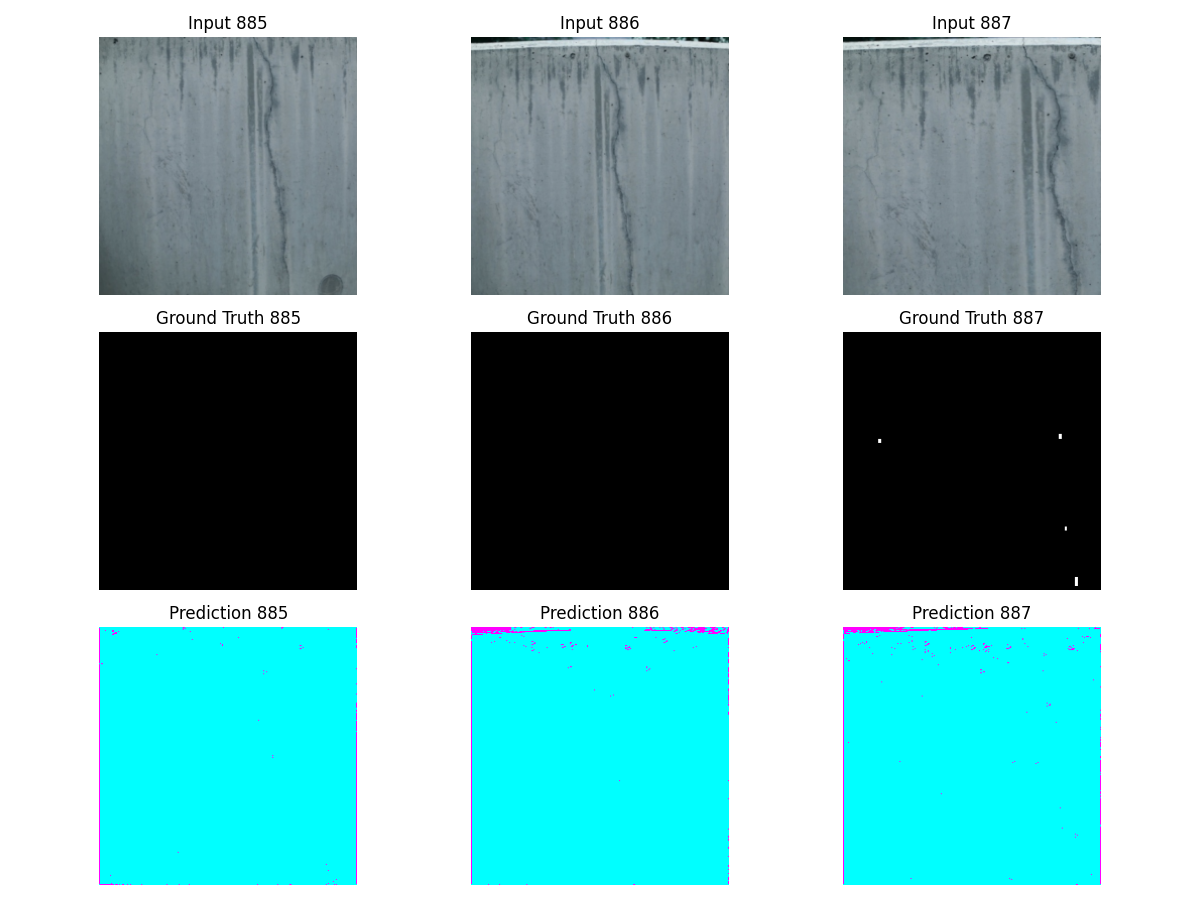 Input 885
Input 886
Input 887
Ground Truth 885
Ground Truth 886
Ground Truth 887
Prediction 885
Prediction 886
Prediction 887